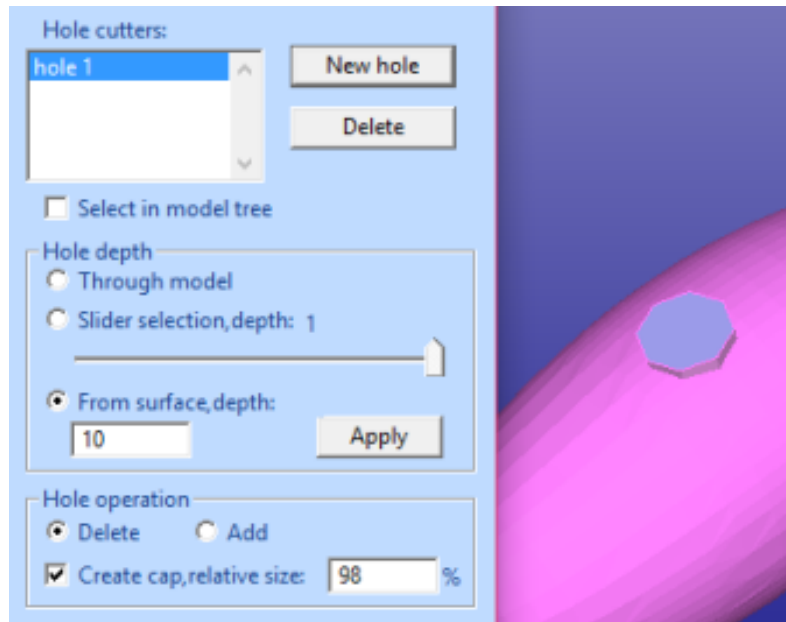 Hole cutters:
hole 1
New hole
Delete
Select in model tree
Hole depth
Through model
Slider selection,depth: 1
From surface,depth:
10
Apply
Hole operation
Delete
Add
Create cap,relative size: 98 %